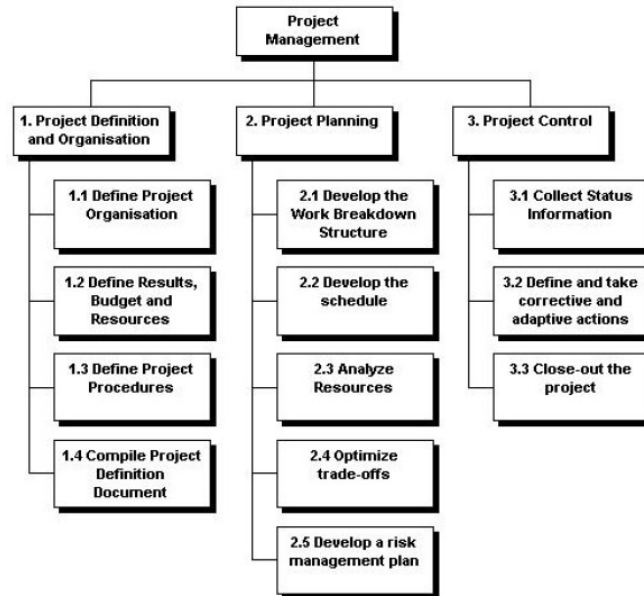 Project
Management
1. Project Definition
and Organisation
2. Project Planning
3. Project Control
1.1 Define Project
Organisation
1.2 Define Results,
Budget and
Resources
1.3 Define Project
Procedures
1.4 Compile Project
Definition
Document
2.1 Develop the
Work Breakdown
Structure
2.2 Develop the
schedule
2.3 Analyze
Resources
2.4 Optimize
trade-offs
2.5 Develop a risk
management plan
3.1 Collect Status
Information
3.2 Define and take
corrective and
adaptive actions
3.3 Close-out the
project